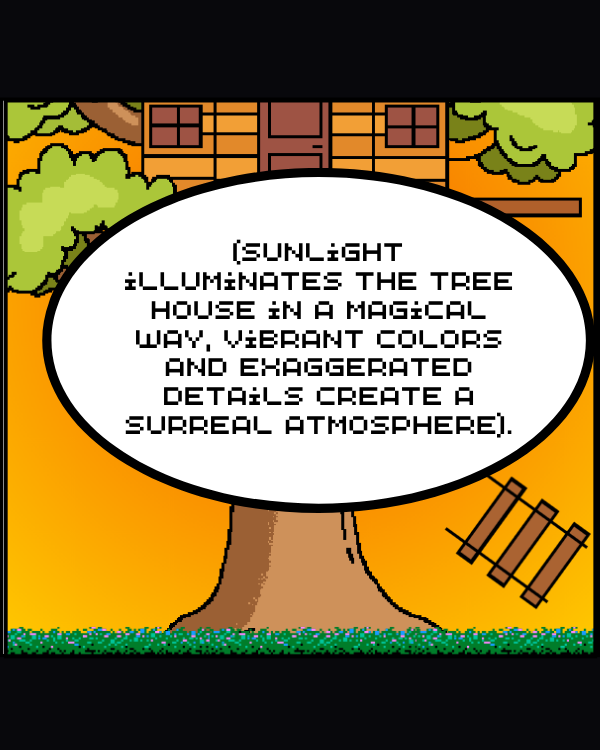 (SUNLiGHT
iLLUMiNATES THE TREE
HOUSE iN A MAGiCAL
WAY, ViBRANT COLORS
AND EXAGGERATED
DETAiLS CREATE A
SURREAL ATMOSPHERE).